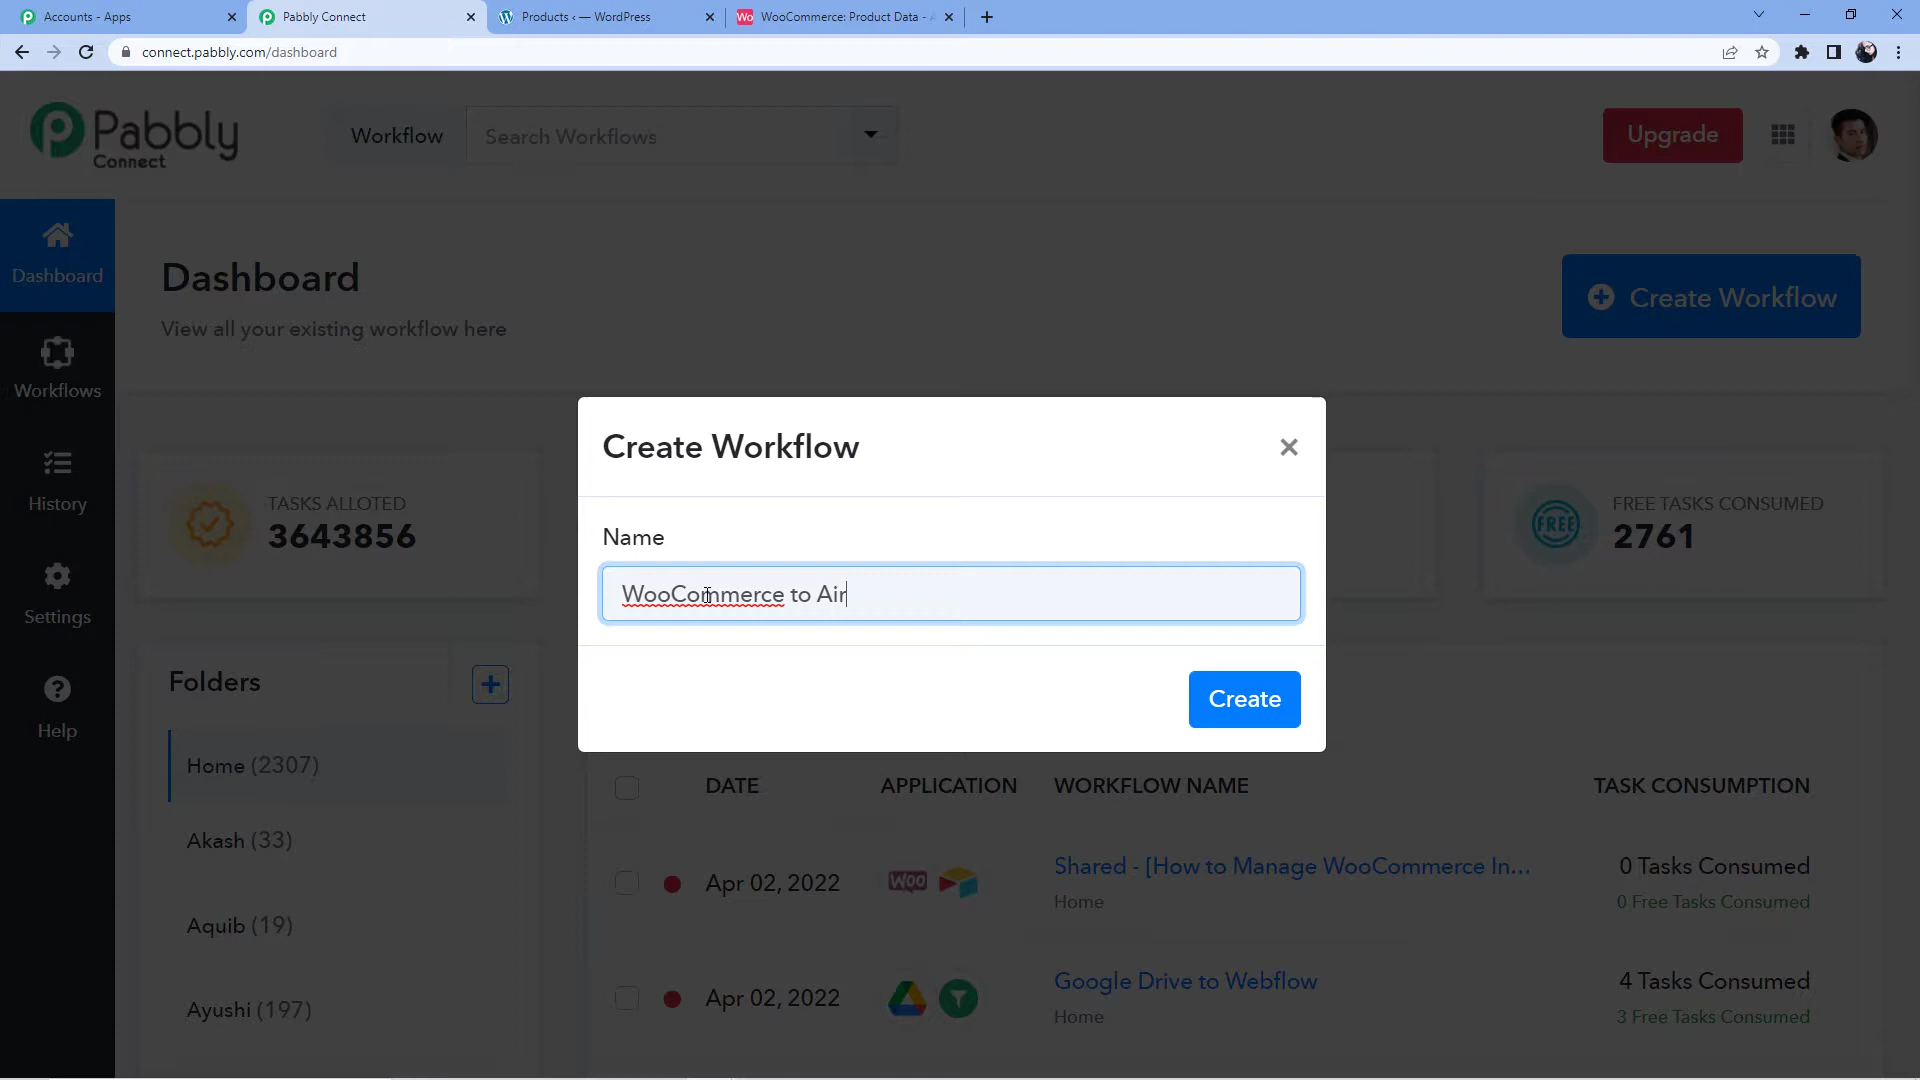 Accounts - Apps
Pabbly Connect
Products ‹ — WordPress
Wo WooCommerce: Product Data -
connect.pabbly.com/dashboard
Pabbly
Connect
Workflow
Search Workflows
Upgrade
Dashboard
Workflows
History
Settings
Help
Dashboard
View all your existing workflow here
Create Workflow
TASKS ALLOTED
3643856
FREE
FREE TASKS CONSUMED
2761
Create Workflow
Name
WooCommerce to Air
Create
Folders
Home (2307)
Akash (33)
Aquib (19)
Ayushi (197)
DATE APPLICATION WORKFLOW NAME TASK CONSUMPTION
Apr 02, 2022 WOO Shared - [How to Manage WooCommerce In... 0 Tasks Consumed
Home 0 Free Tasks Consumed
Apr 02, 2022 Google Drive to Webflow 4 Tasks Consumed
Home 3 Free Tasks Consumed